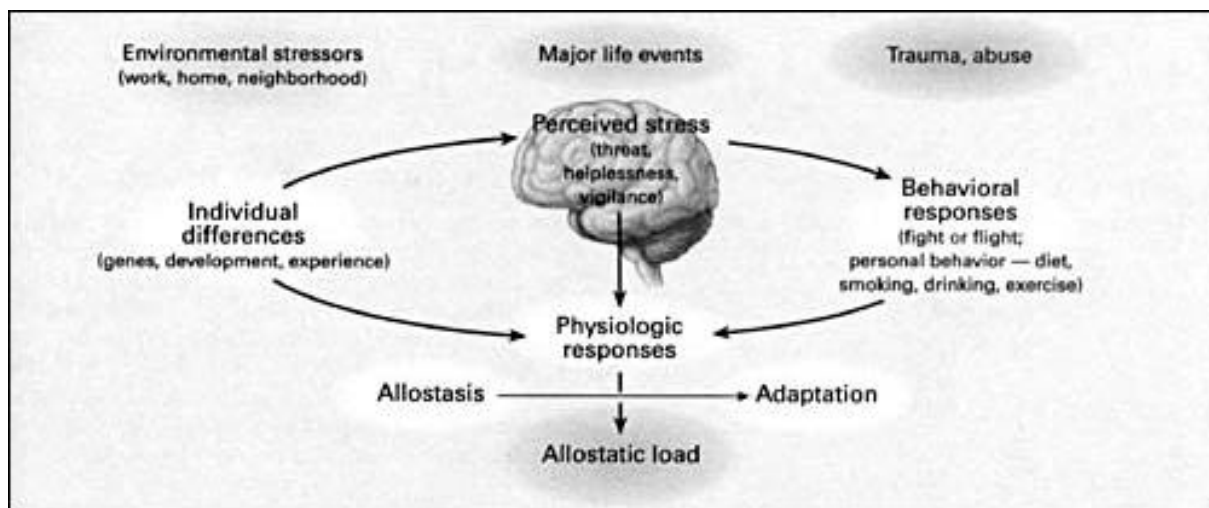 Environmental stressors
(work, home, neighborhood)
Major life events
Trauma, abuse
Perceived stress
(threat,
helplessness,
vigilance)
Individual
differences
(genes, development, experience)
Behavioral
responses
(fight or flight;
personal behavior — diet,
smoking, drinking, exercise)
Physiologic
responses
Allostasis
Adaptation
Allostatic load